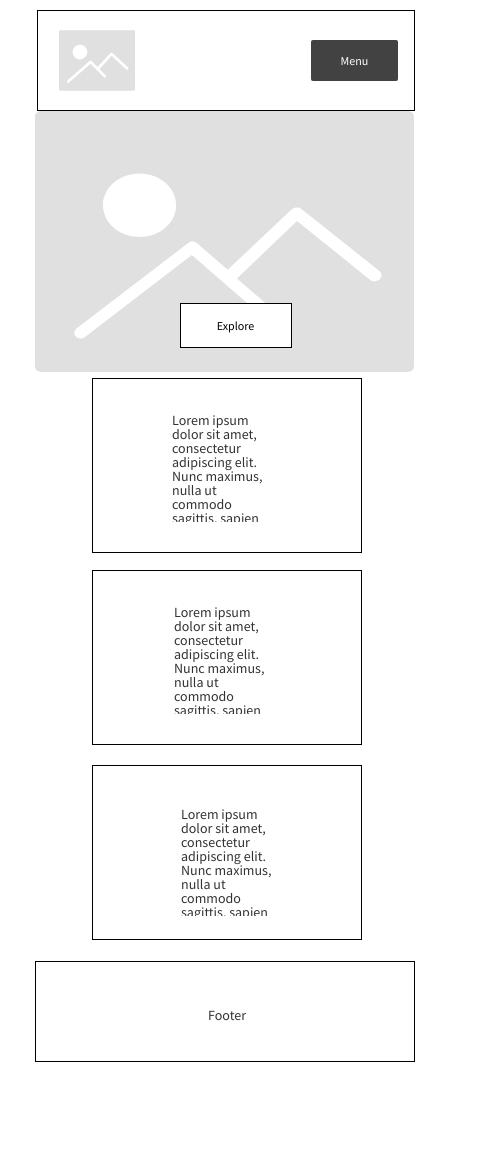 Menu
Explore
Lorem ipsum
dolor sit amet,
consectetur
adipiscing elit.
Nunc maximus,
nulla ut
commodo
sagittis, sapien
Lorem ipsum
dolor sit amet,
consectetur
adipiscing elit.
Nunc maximus,
nulla ut
commodo
sagittis, sapien
Lorem ipsum
dolor sit amet,
consectetur
adipiscing elit.
Nunc maximus,
nulla ut
commodo
sagittis, sapien
Footer